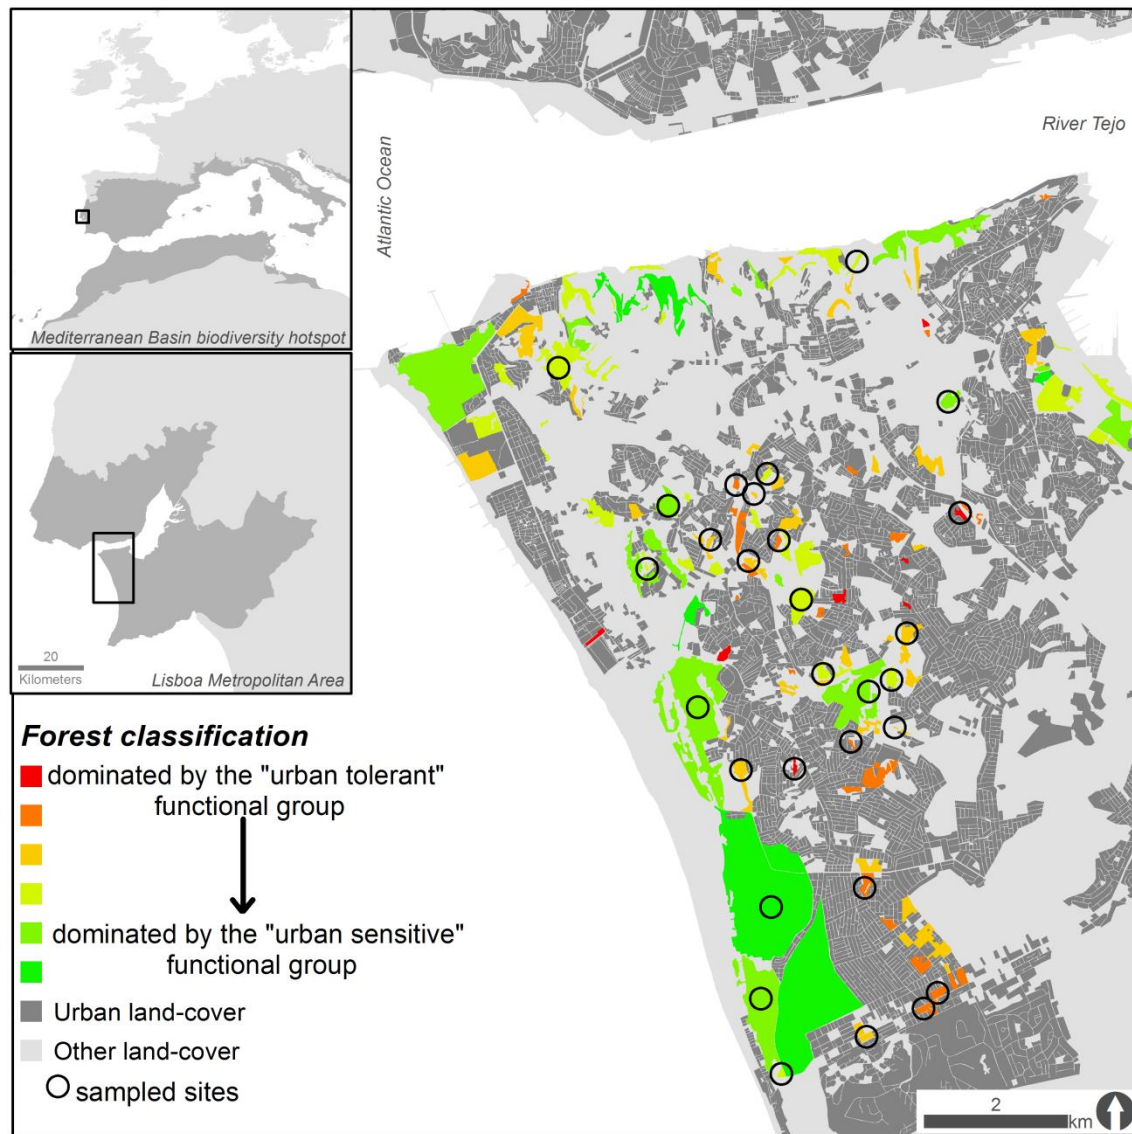 River Tejo
Atlantic Ocean
Mediterranean Basin biodiversity hotspot
20
Kilometers
Lisboa Metropolitan Area
Forest classification
dominated by the "urban tolerant"
functional group
dominated by the "urban sensitive"
functional group
Urban land-cover
Other land-cover
sampled sites
2
km